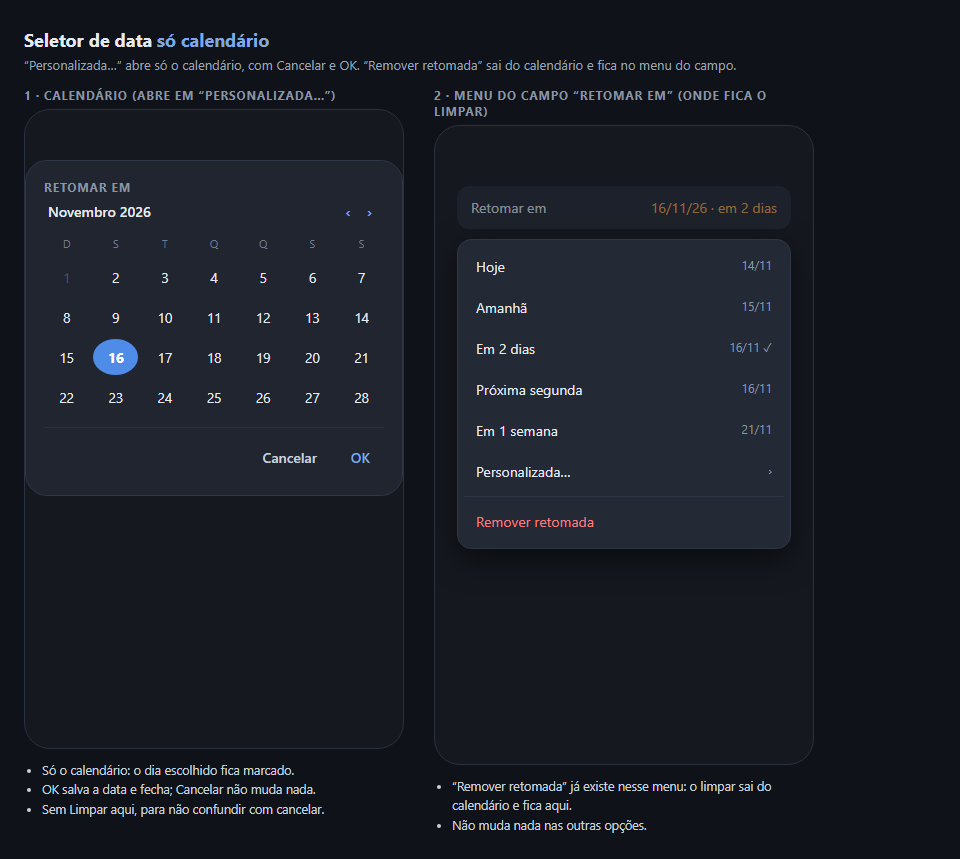 Seletor de data só calendário
“Personalizada...” abre só o calendário, com Cancelar e OK. “Remover retomada” sai do calendário e fica no menu do campo.
1 · CALENDÁRIO (ABRE EM “PERSONALIZADA...”)
RETOMAR EM
Novembro 2026 ‹ ›
D S T Q Q S S
1 2 3 4 5 6 7
8 9 10 11 12 13 14
15 16 17 18 19 20 21
22 23 24 25 26 27 28
Cancelar OK
Só o calendário: o dia escolhido fica marcado.
OK salva a data e fecha; Cancelar não muda nada.
Sem Limpar aqui, para não confundir com cancelar.
2 · MENU DO CAMPO “RETOMAR EM” (ONDE FICA O
LIMPAR)
Retomar em 16/11/26 · em 2 dias
Hoje 14/11
Amanhã 15/11
Em 2 dias 16/11 ✓
Próxima segunda 16/11
Em 1 semana 21/11
Personalizada... ›
Remover retomada
“Remover retomada” já existe nesse menu: o limpar sai do
calendário e fica aqui.
Não muda nada nas outras opções.